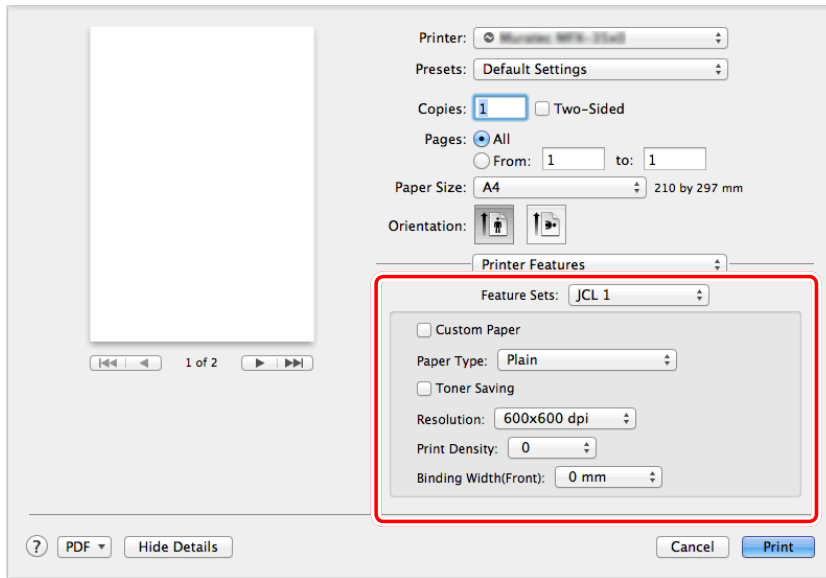 Printer:
Presets: Default Settings
Copies: 1 Two-Sided
Pages: All
From: 1 to: 1
Paper Size: A4 210 by 297 mm
Orientation:
Printer Features
Feature Sets: JCL 1
Custom Paper
1 of 2
Paper Type: Plain
Toner Saving
Resolution: 600x600 dpi
Print Density: 0
Binding Width(Front): 0 mm
? PDF Hide Details Cancel Print